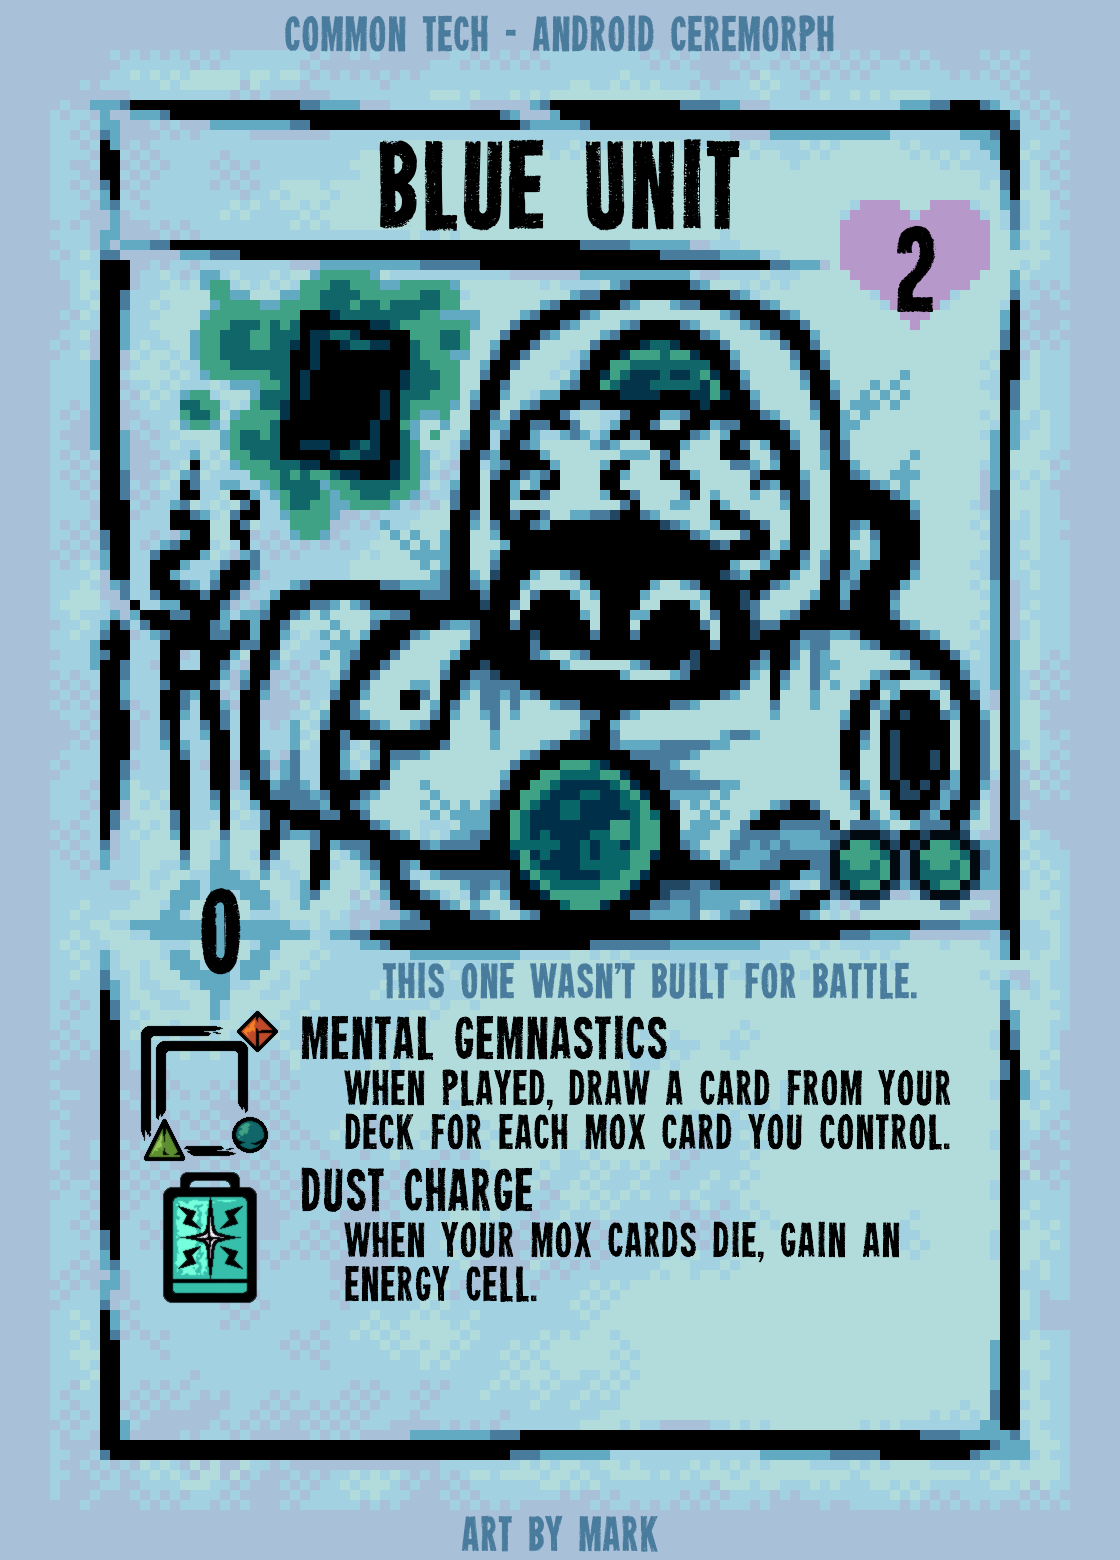 COMMON TECH - ANDROID CEREMORPH
BLUE UNIT
2
0
THIS ONE WASN'T BUILT FOR BATTLE.
MENTAL GEMNASTICS
WHEN PLAYED, DRAW A CARD FROM YOUR
DECK FOR EACH MOX CARD YOU CONTROL.
DUST CHARGE
WHEN YOUR MOX CARDS DIE, GAIN AN
ENERGY CELL.
ART BY MARK